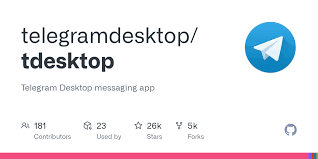 telegramdesktop/
tdesktop
Telegram Desktop messaging app
181 23 26k 5k
Contributors Used by Stars Forks